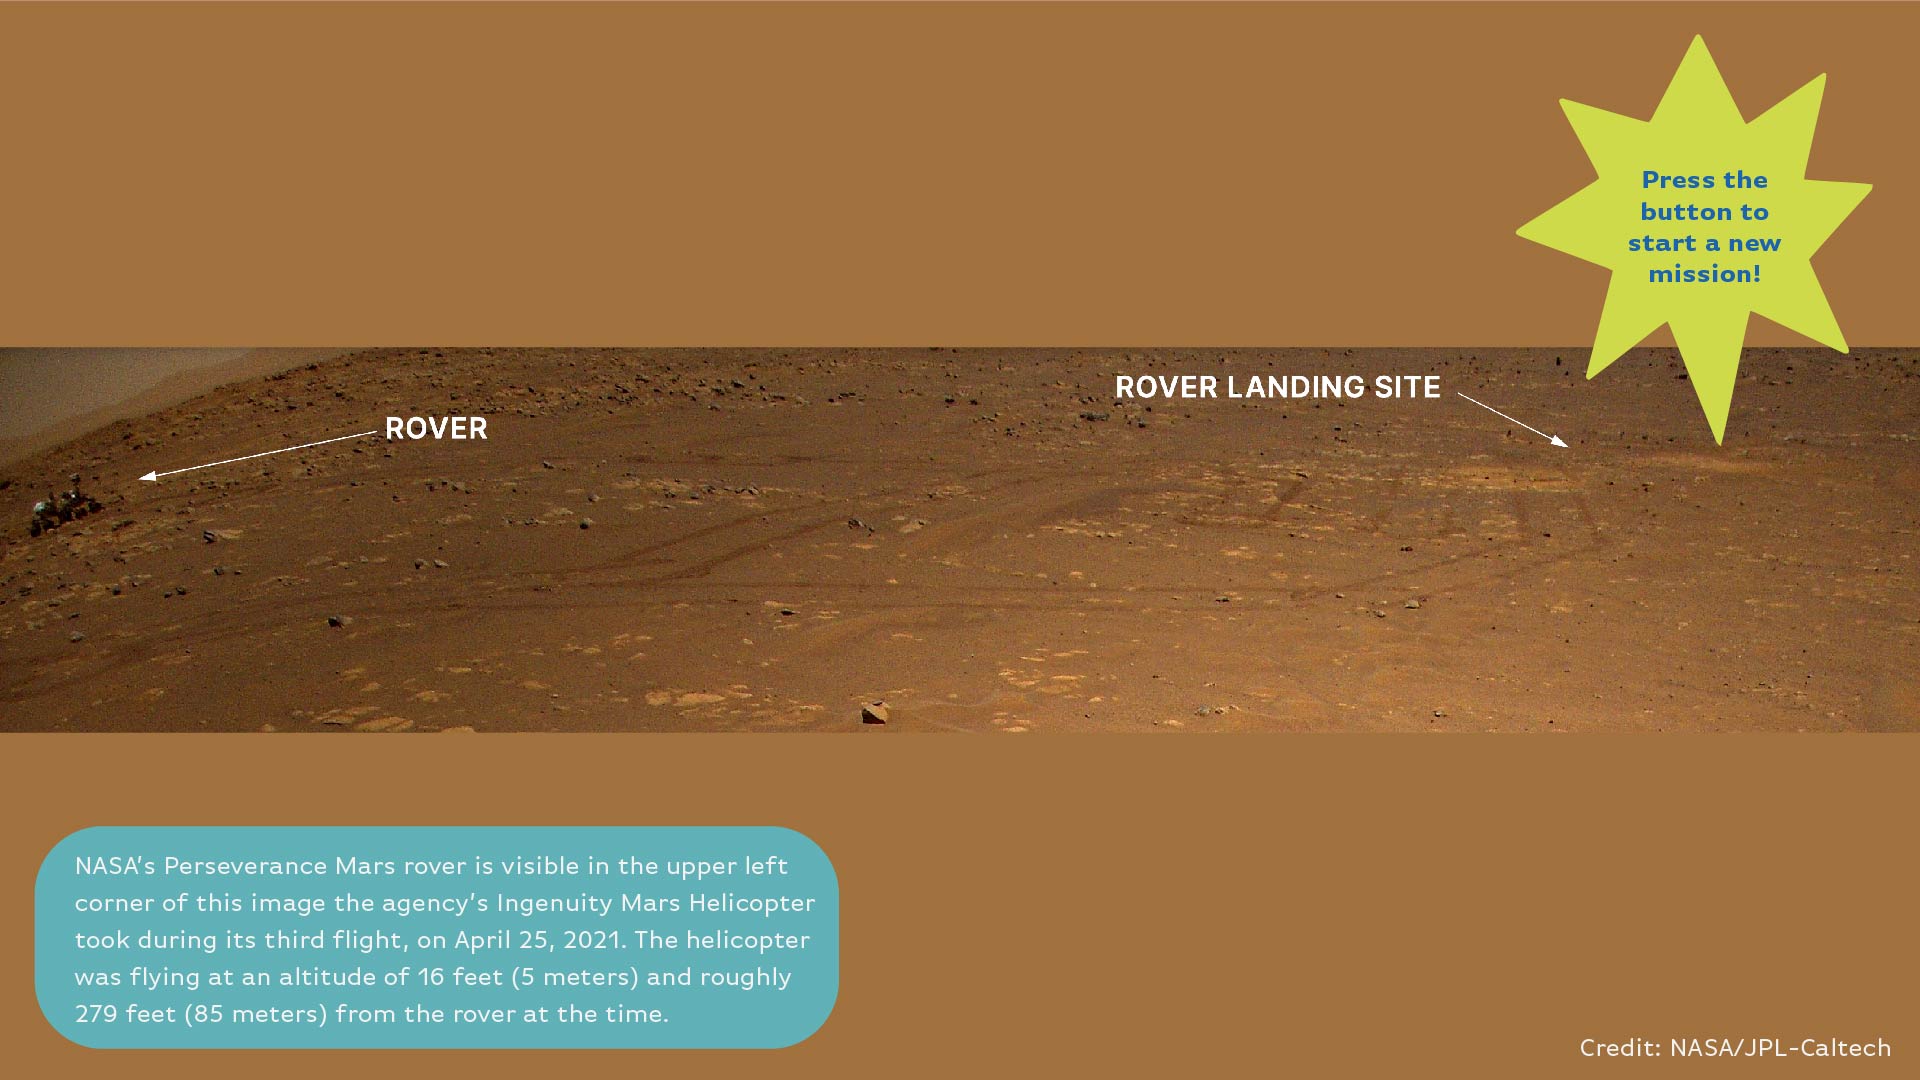 Press the
button to
start a new
mission!
ROVER LANDING SITE
ROVER
NASA's Perseverance Mars rover is visible in the upper left
corner of this image the agency's Ingenuity Mars Helicopter
took during its third flight, on April 25, 2021. The helicopter
was flying at an altitude of 16 feet (5 meters) and roughly
279 feet (85 meters) from the rover at the time.
Credit: NASA/JPL-Caltech